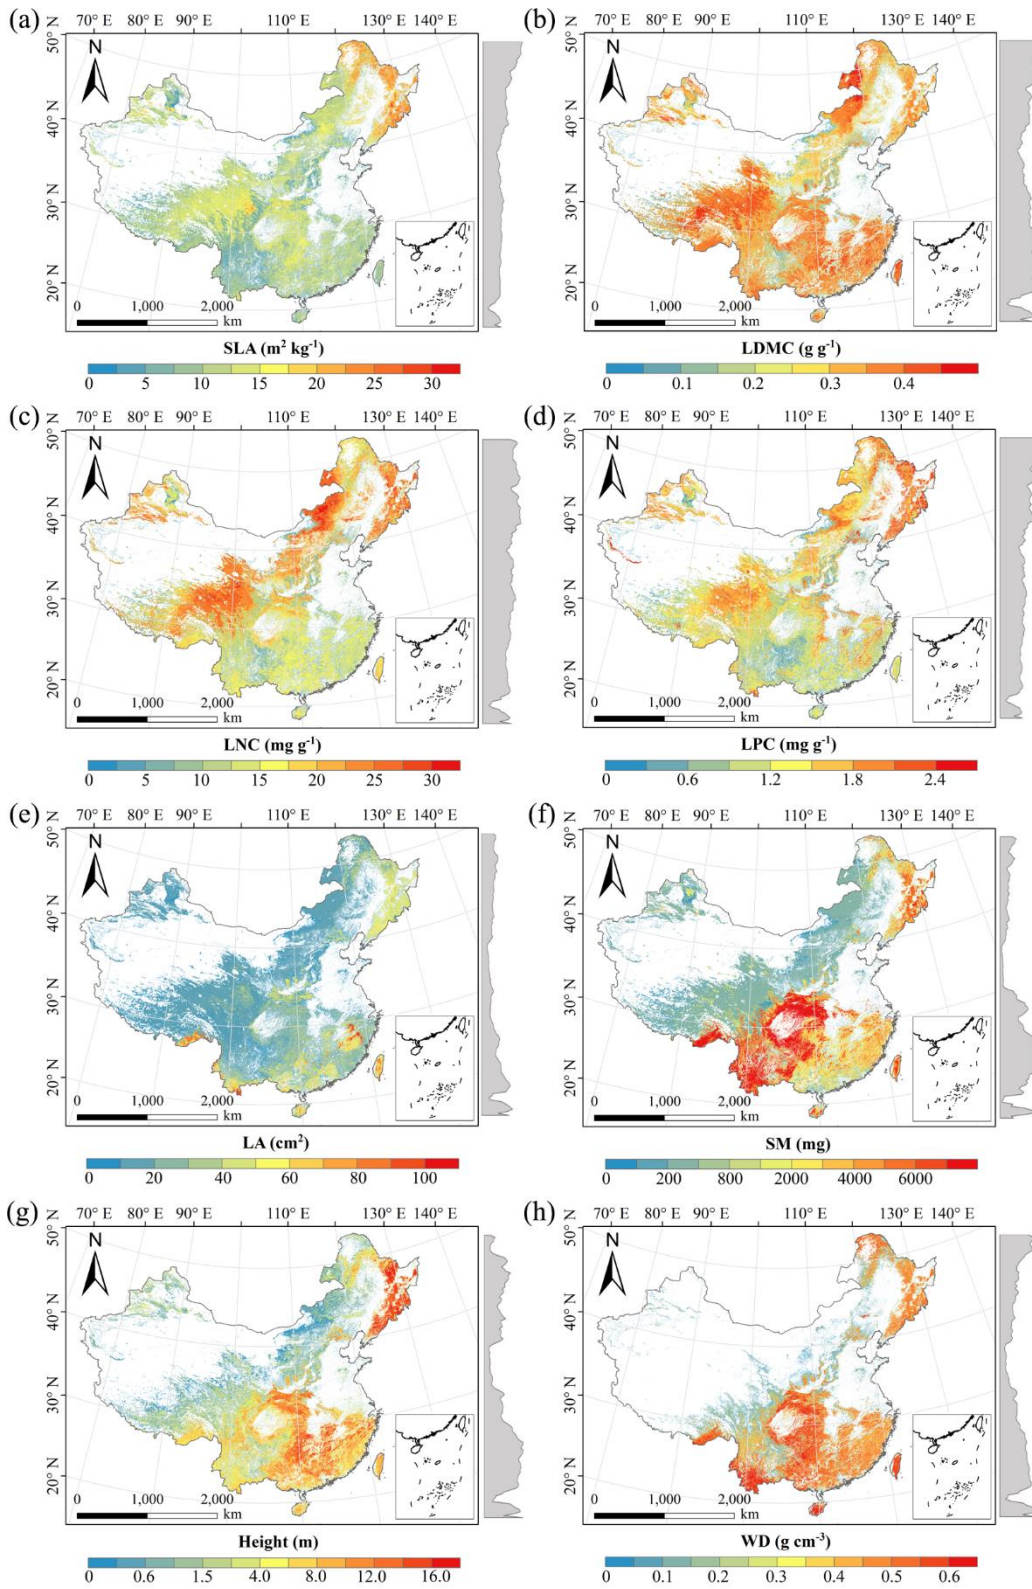 (a) 70° E 80° E 90° E 110° E 120° E 130° E 140° E
(b) 70° E 80° E 90° E 110° E 120° E 130° E 140° E
N
50° N
40° N
30° N
20° N
0 1,000 2,000
km
SLA (m² kg⁻¹)
0 5 10 15 20 25 30
N
50° N
40° N
30° N
20° N
0 1,000 2,000
km
LDMC (g g⁻¹)
0 0.1 0.2 0.3 0.4
(c) 70° E 80° E 90° E 110° E 120° E 130° E 140° E
(d) 70° E 80° E 90° E 110° E 120° E 130° E 140° E
N
50° N
40° N
30° N
20° N
0 1,000 2,000
km
LNC (mg g⁻¹)
0 5 10 15 20 25 30
N
50° N
40° N
30° N
20° N
0 1,000 2,000
km
LPC (mg g⁻¹)
0 0.6 1.2 1.8 2.4
(e) 70° E 80° E 90° E 110° E 120° E 130° E 140° E
(f) 70° E 80° E 90° E 110° E 120° E 130° E 140° E
N
50° N
40° N
30° N
20° N
0 1,000 2,000
km
LA (cm²)
0 20 40 60 80 100
N
50° N
40° N
30° N
20° N
0 1,000 2,000
km
SM (mg)
0 200 800 2000 4000 6000
(g) 70° E 80° E 90° E 110° E 120° E 130° E 140° E
(h) 70° E 80° E 90° E 110° E 120° E 130° E 140° E
N
50° N
40° N
30° N
20° N
0 1,000 2,000
km
Height (m)
0 0.6 1.5 4.0 8.0 12.0 16.0
N
50° N
40° N
30° N
20° N
0 1,000 2,000
km
WD (g cm⁻³)
0 0.1 0.2 0.3 0.4 0.5 0.6